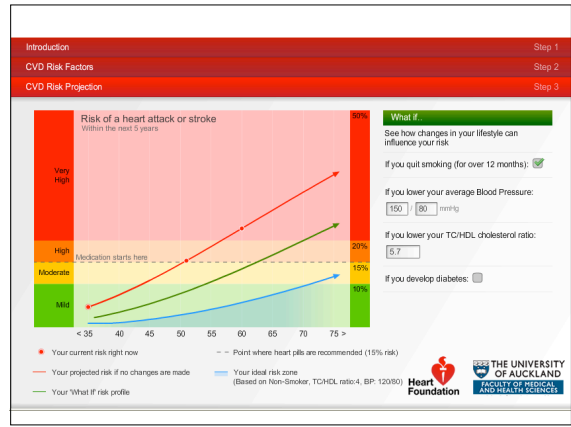 Introduction Step 1
CVD Risk Factors Step 2
CVD Risk Projection Step 3
Risk of a heart attack or stroke
Within the next 5 years
50%
Very
High
High
20%
Medication starts here
Moderate
15%
10%
Mild
< 35 40 45 50 55 60 65 70 75 >
What if..
See how changes in your lifestyle can
influence your risk
If you quit smoking (for over 12 months):
If you lower your average Blood Pressure:
150 / 80 mmHg
If you lower your TC/HDL cholesterol ratio:
5.7
If you develop diabetes:
Your current risk right now
Your projected risk if no changes are made
Your 'What If' risk profile
Point where heart pills are recommended (15% risk)
Your ideal risk zone
(Based on Non-Smoker, TC/HDL ratio:4, BP: 120/80)
Heart
Foundation
THE UNIVERSITY
OF AUCKLAND
FACULTY OF MEDICAL
AND HEALTH SCIENCES